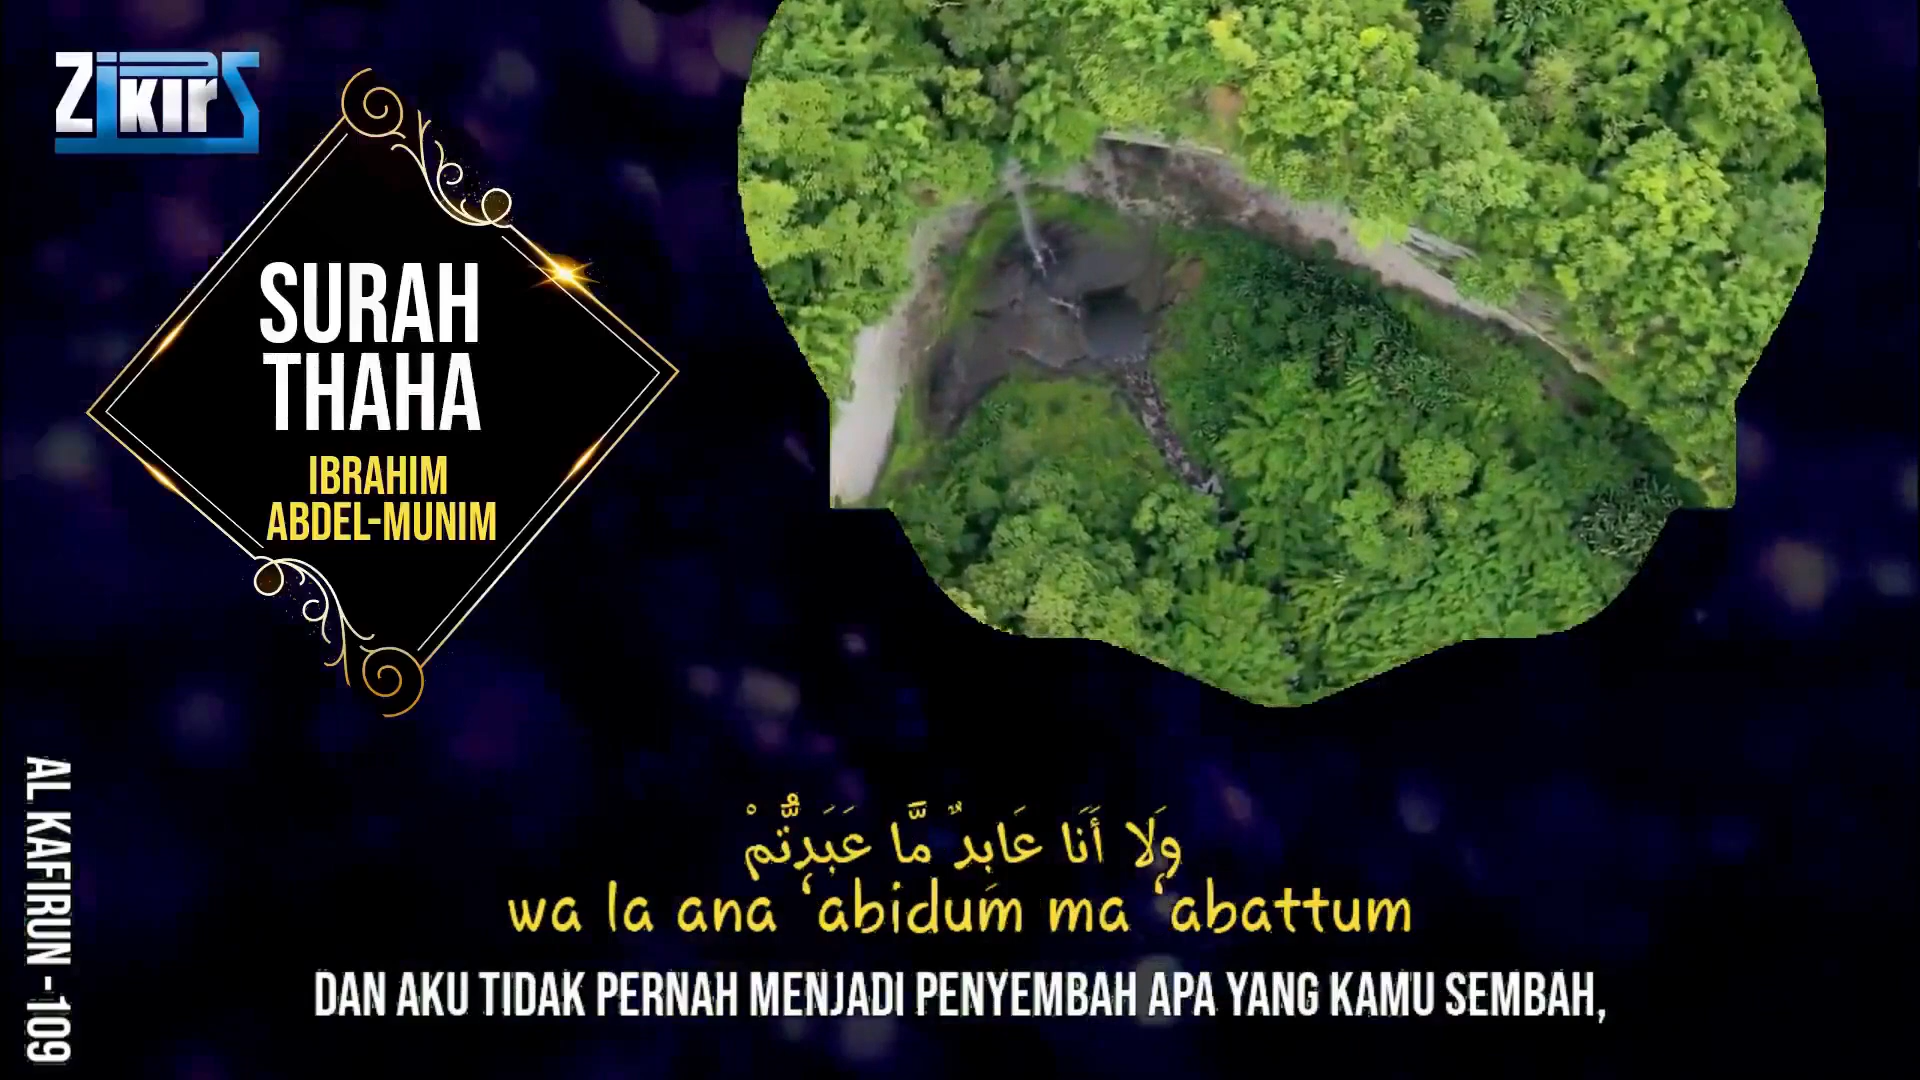 ZikirS
SURAH
THAHA
IBRAHIM
ABDEL-MUNIM
AL KAFIRUN - 109
وَلَا أَنَا عَابِدٌ مَّا عَبَدتُّمْ
wa la ana ‘abidum ma ‘abattum
DAN AKU TIDAK PERNAH MENJADI PENYEMBAH APA YANG KAMU SEMBAH,